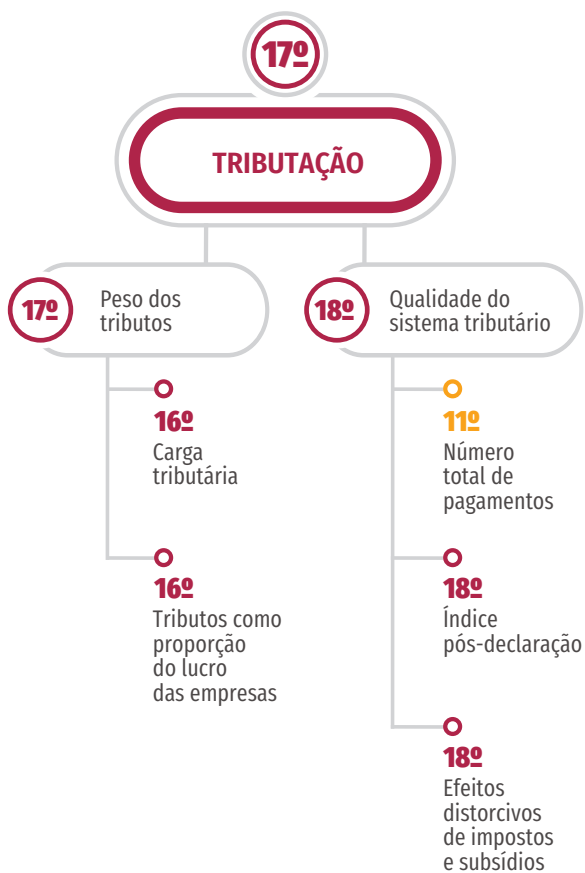 17º
TRIBUTAÇÃO
17º
Peso dos
tributos
16º
Carga
tributária
16º
Tributos como
proporção
do lucro
das empresas
18º
Qualidade do
sistema tributário
11º
Número
total de
pagamentos
18º
Índice
pós-declaração
18º
Efeitos
distorcivos
de impostos
e subsídios